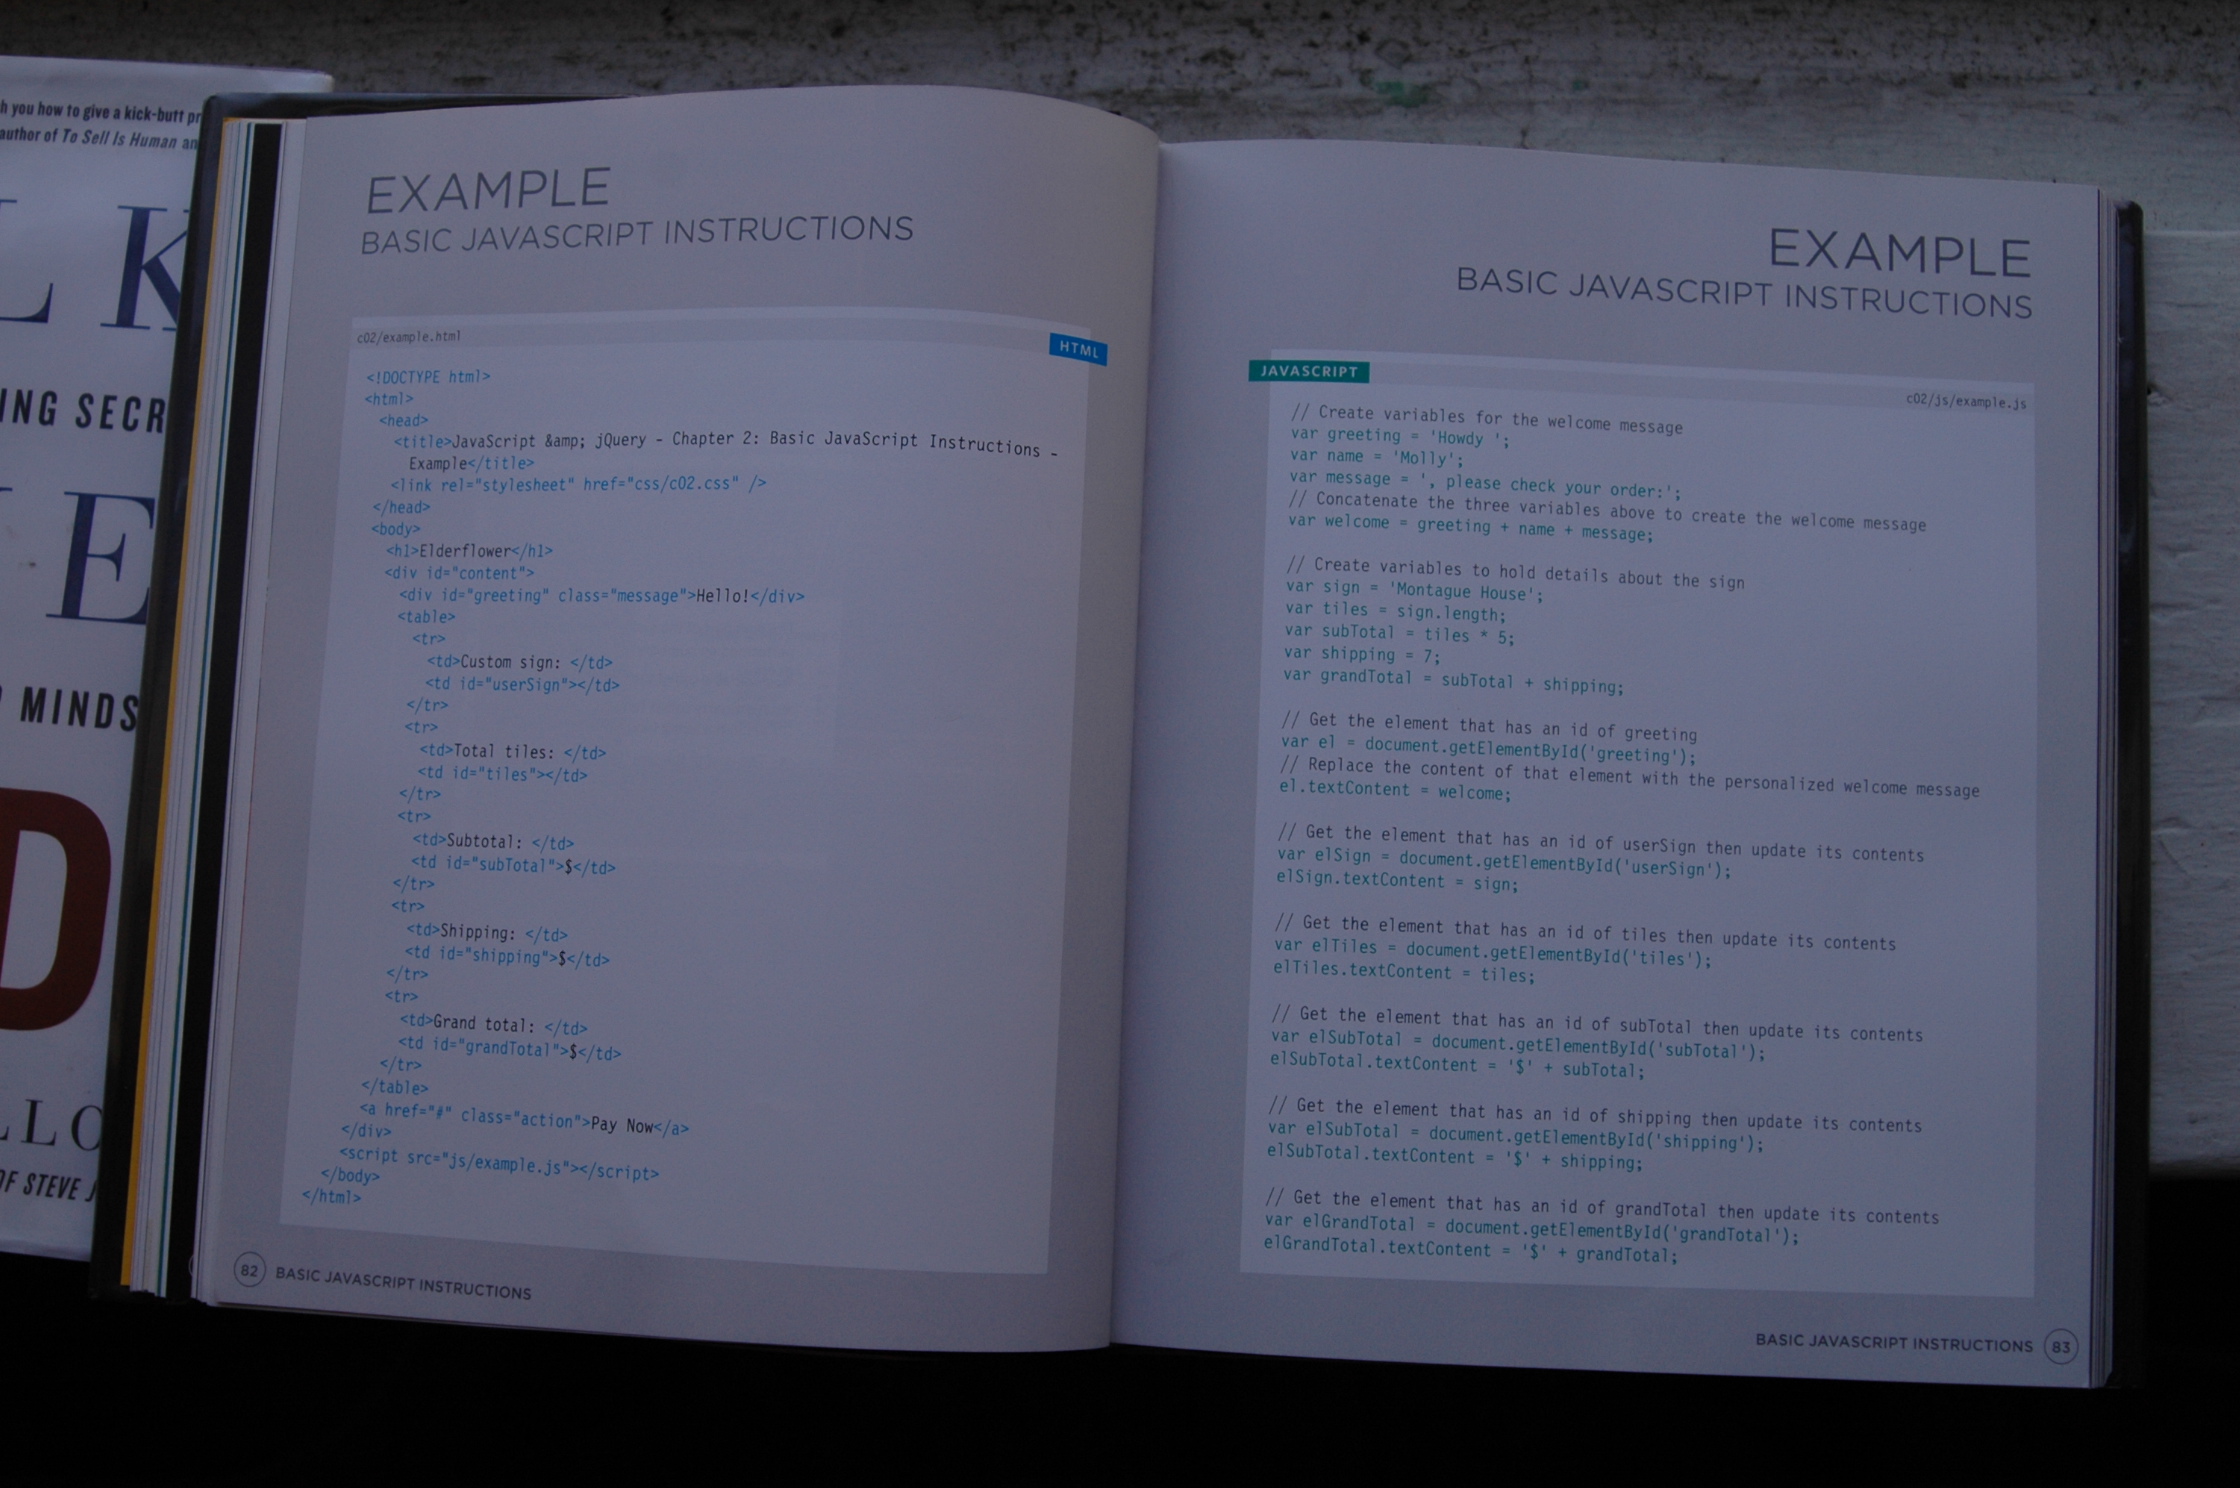 h you how to give a kick-butt pr
author of To Sell Is Human an
L K
ING SECR
E
MINDS
D
LLO
OF STEVE J
EXAMPLE
BASIC JAVASCRIPT INSTRUCTIONS
c02/example.html
HTML
<!DOCTYPE html>
<html>
<head>
<title>JavaScript &amp; jQuery - Chapter 2: Basic JavaScript Instructions -
Example</title>
<link rel="stylesheet" href="css/c02.css" />
</head>
<body>
<h1>Elderflower</h1>
<div id="content">
<div id="greeting" class="message">Hello!</div>
<table>
<tr>
<td>Custom sign: </td>
<td id="userSign"></td>
</tr>
<tr>
<td>Total tiles: </td>
<td id="tiles"></td>
</tr>
<tr>
<td>Subtotal: </td>
<td id="subTotal">$</td>
</tr>
<tr>
<td>Shipping: </td>
<td id="shipping">$</td>
</tr>
<tr>
<td>Grand total: </td>
<td id="grandTotal">$</td>
</tr>
</table>
<a href="#" class="action">Pay Now</a>
</div>
<script src="js/example.js"></script>
</body>
</html>
82 BASIC JAVASCRIPT INSTRUCTIONS
EXAMPLE
BASIC JAVASCRIPT INSTRUCTIONS
JAVASCRIPT
c02/js/example.js
// Create variables for the welcome message
var greeting = 'Howdy ';
var name = 'Molly';
var message = ', please check your order:';
// Concatenate the three variables above to create the welcome message
var welcome = greeting + name + message;
// Create variables to hold details about the sign
var sign = 'Montague House';
var tiles = sign.length;
var subTotal = tiles * 5;
var shipping = 7;
var grandTotal = subTotal + shipping;
// Get the element that has an id of greeting
var el = document.getElementById('greeting');
// Replace the content of that element with the personalized welcome message
el.textContent = welcome;
// Get the element that has an id of userSign then update its contents
var elSign = document.getElementById('userSign');
elSign.textContent = sign;
// Get the element that has an id of tiles then update its contents
var elTiles = document.getElementById('tiles');
elTiles.textContent = tiles;
// Get the element that has an id of subTotal then update its contents
var elSubTotal = document.getElementById('subTotal');
elSubTotal.textContent = '$' + subTotal;
// Get the element that has an id of shipping then update its contents
var elSubTotal = document.getElementById('shipping');
elSubTotal.textContent = '$' + shipping;
// Get the element that has an id of grandTotal then update its contents
var elGrandTotal = document.getElementById('grandTotal');
elGrandTotal.textContent = '$' + grandTotal;
BASIC JAVASCRIPT INSTRUCTIONS 83